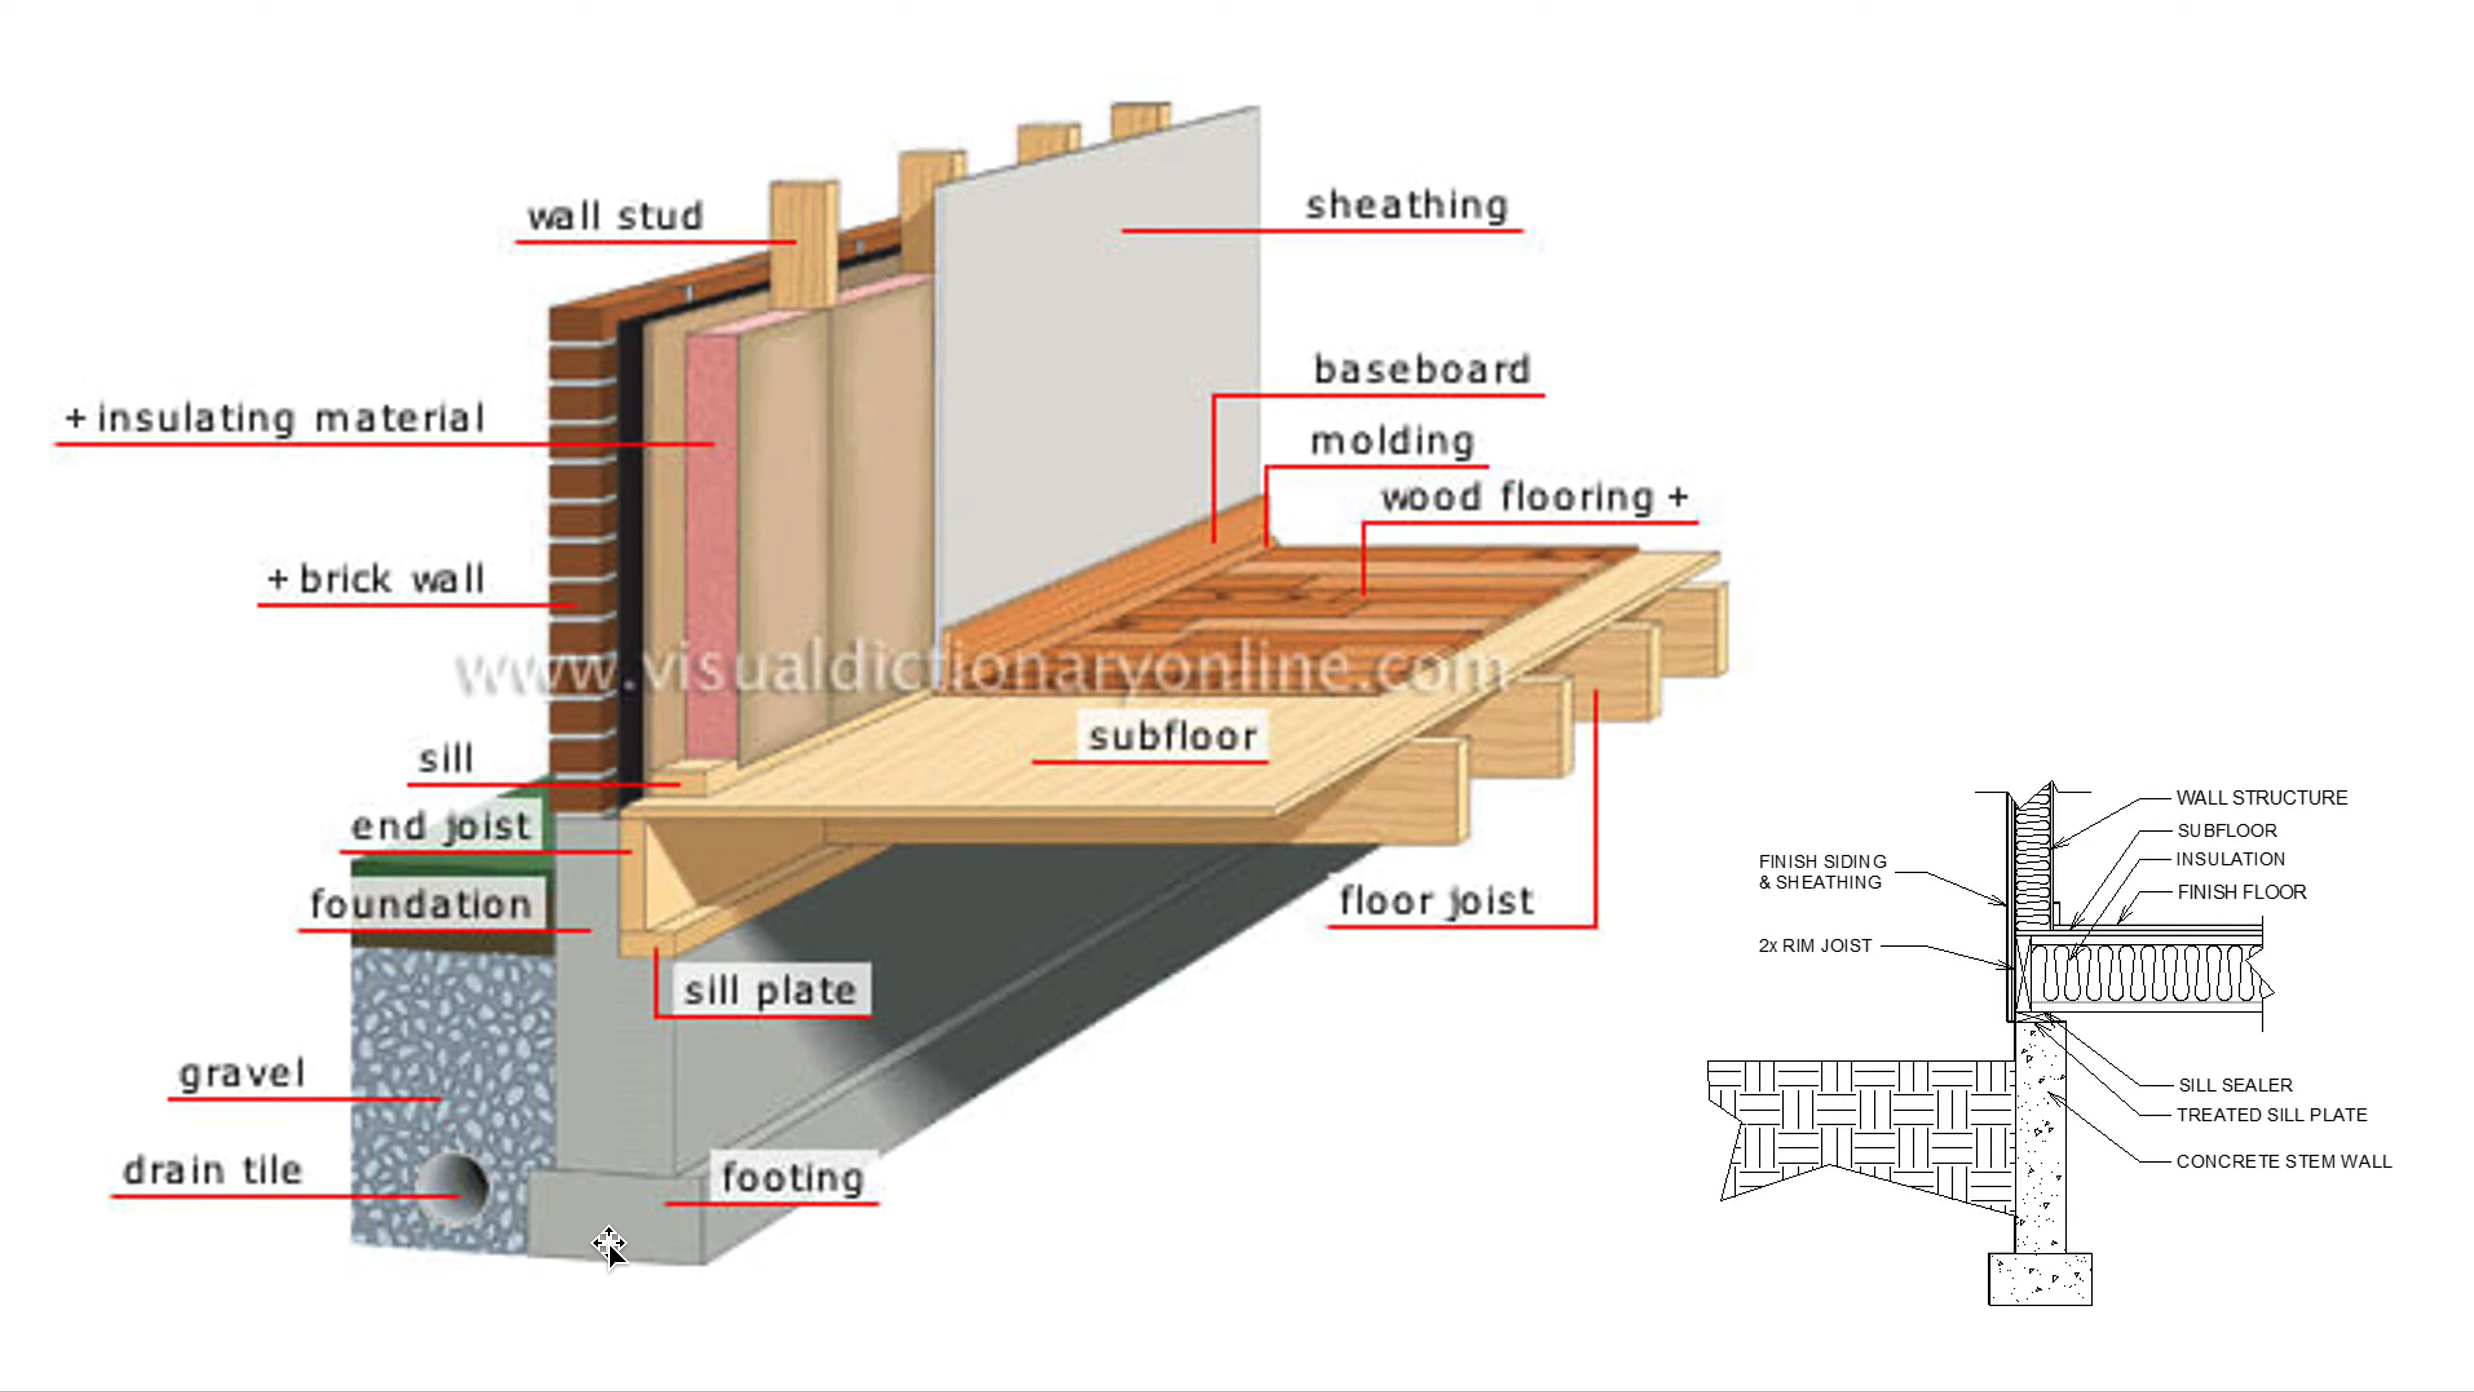 wall stud
sheathing
baseboard
+ insulating material
molding
wood flooring +
+ brick wall
www.visualdictionaryonline.com
subfloor
sill
end joist
foundation
floor joist
sill plate
gravel
drain tile
footing
WALL STRUCTURE
SUBFLOOR
INSULATION
FINISH FLOOR
FINISH SIDING
& SHEATHING
2x RIM JOIST
SILL SEALER
TREATED SILL PLATE
CONCRETE STEM WALL